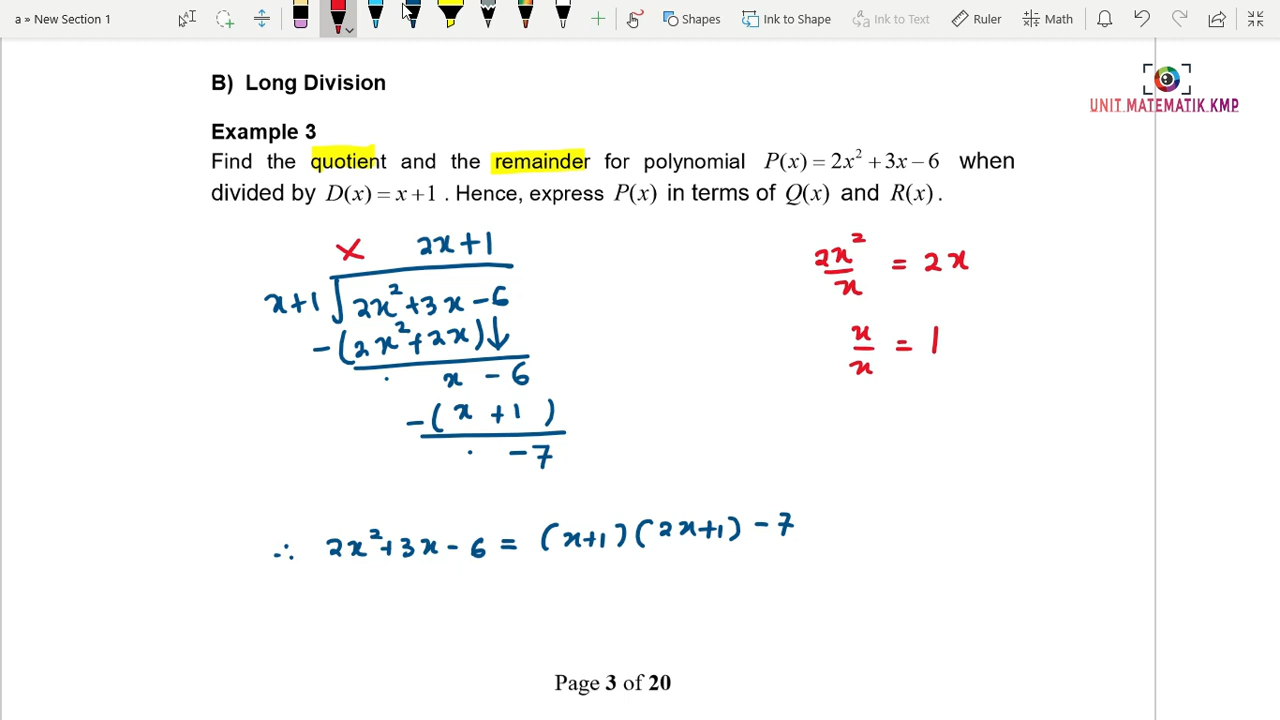 a » New Section 1
Shapes
Ink to Shape
Ink to Text
Ruler
Math
UNIT.MATEMATIK.KMP
B) Long Division
Example 3
Find the quotient and the remainder for polynomial P(x) = 2x² + 3x − 6 when
divided by D(x) = x + 1 . Hence, express P(x) in terms of Q(x) and R(x).
× 2x + 1
x+1 √ 2x² + 3x − 6
−(2x² + 2x) ↓
x − 6
−( x + 1 )
−7
2x²/x = 2x
x/x = 1
∴ 2x² + 3x − 6 = (x+1)(2x+1) − 7
Page 3 of 20